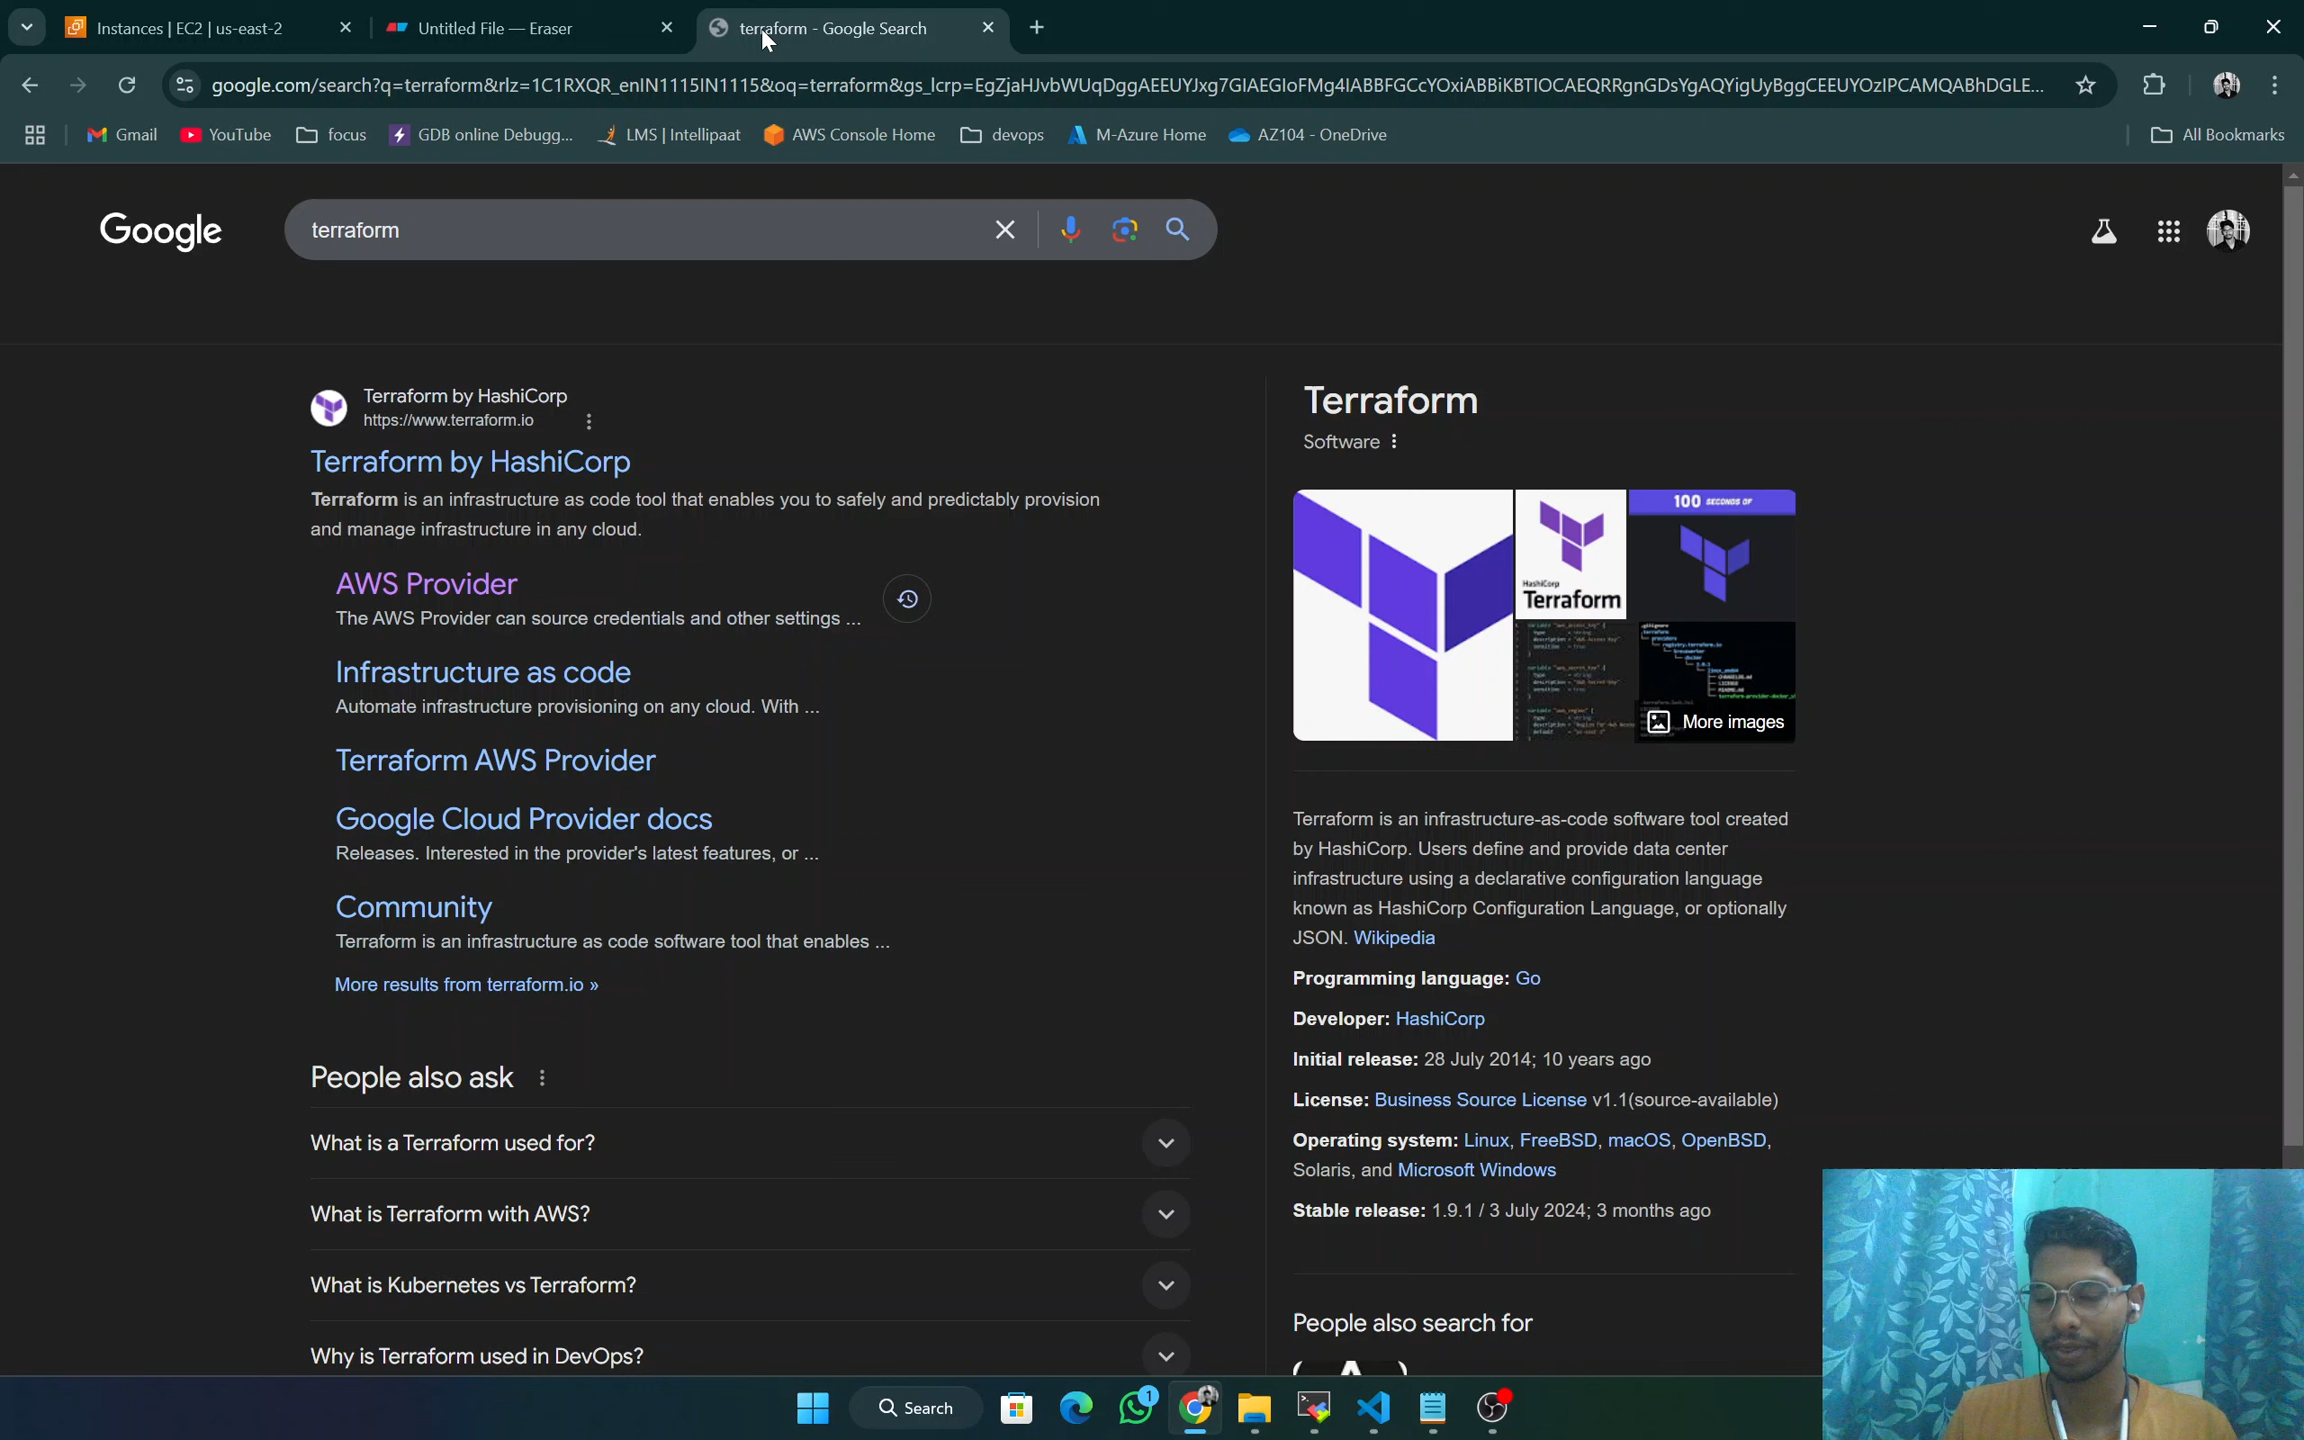 Instances | EC2 | us-east-2
Untitled File — Eraser
terraform - Google Search
google.com/search?q=terraform&rlz=1C1RXQR_enIN1115IN1115&oq=terraform&gs_lcrp=EgZjaHJvbWUqDggAEEUYJxg7GIAEGIoFMg4IABBFGCcYOxiABBiKBTIOCAEQRRgnGDsYgAQYigUyBggCEEUYOzIPCAMQABhDGLE...
Gmail
YouTube
focus
GDB online Debugg...
LMS | Intellipaat
AWS Console Home
devops
M-Azure Home
AZ104 - OneDrive
All Bookmarks
Google
terraform
Terraform by HashiCorp
https://www.terraform.io
Terraform by HashiCorp
Terraform is an infrastructure as code tool that enables you to safely and predictably provision
and manage infrastructure in any cloud.
AWS Provider
The AWS Provider can source credentials and other settings ...
Infrastructure as code
Automate infrastructure provisioning on any cloud. With ...
Terraform AWS Provider
Google Cloud Provider docs
Releases. Interested in the provider's latest features, or ...
Community
Terraform is an infrastructure as code software tool that enables ...
More results from terraform.io »
People also ask
What is a Terraform used for?
What is Terraform with AWS?
What is Kubernetes vs Terraform?
Why is Terraform used in DevOps?
Terraform
Software
HashiCorp
Terraform
100 SECONDS OF
More images
Terraform is an infrastructure-as-code software tool created
by HashiCorp. Users define and provide data center
infrastructure using a declarative configuration language
known as HashiCorp Configuration Language, or optionally
JSON. Wikipedia
Programming language: Go
Developer: HashiCorp
Initial release: 28 July 2014; 10 years ago
License: Business Source License v1.1(source-available)
Operating system: Linux, FreeBSD, macOS, OpenBSD,
Solaris, and Microsoft Windows
Stable release: 1.9.1 / 3 July 2024; 3 months ago
People also search for
Search
1